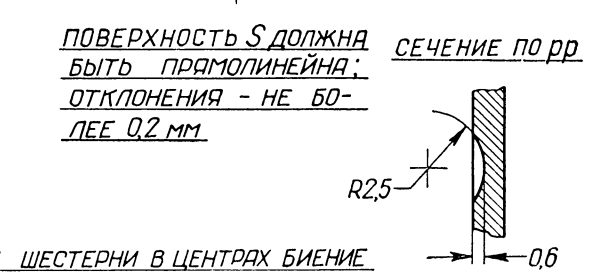 ПОВЕРХНОСТЬ S ДОЛЖНА
БЫТЬ ПРЯМОЛИНЕЙНА;
ОТКЛОНЕНИЯ - НЕ БО-
ЛЕЕ 0,2 мм
СЕЧЕНИЕ ПО рр
R2,5
0,6
ШЕСТЕРНИ В ЦЕНТРАХ БИЕНИЕ